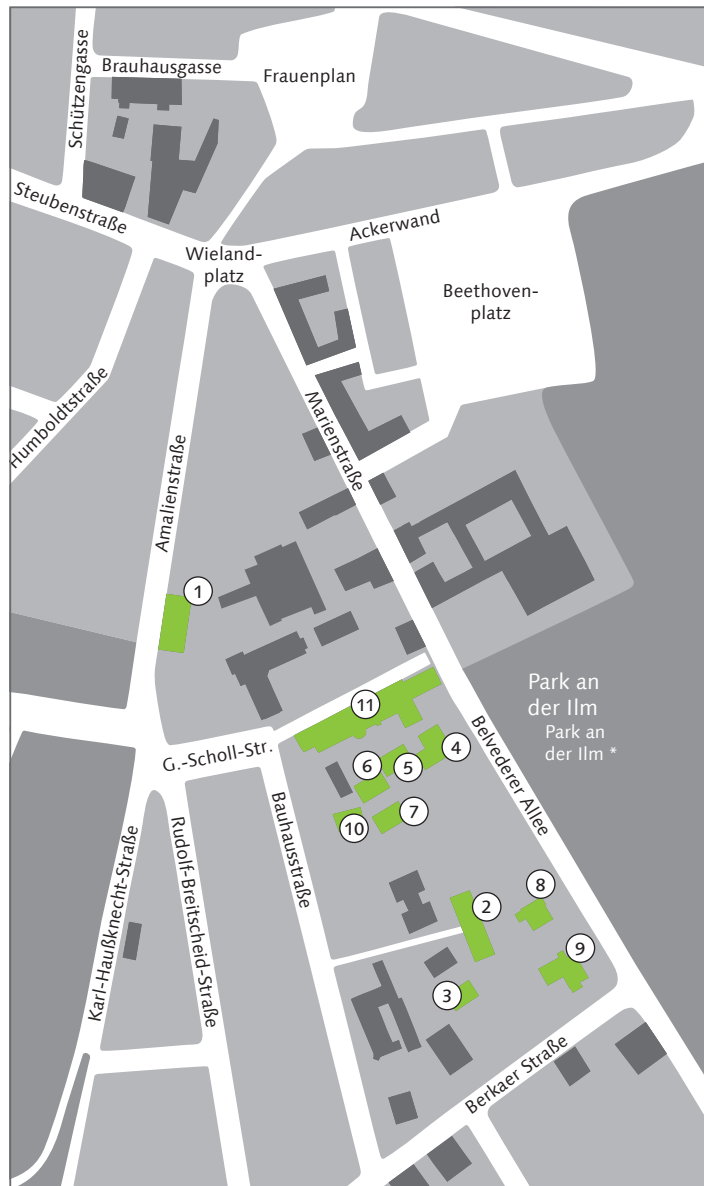 Brauhausgasse
Frauenplan
Schützengasse
Steubenstraße
Ackerwand
Wieland-
platz
Beethoven-
platz
Humboldtstraße
Marienstraße
Amalienstraße
1
Park an
der Ilm
Park an
der Ilm *
11
G.-Scholl-Str.
4
6
5
Belvederer Allee
10
7
Bauhausstraße
Karl-Haußknecht-Straße
Rudolf-Breitscheid-Straße
2
8
9
3
Berkaer Straße